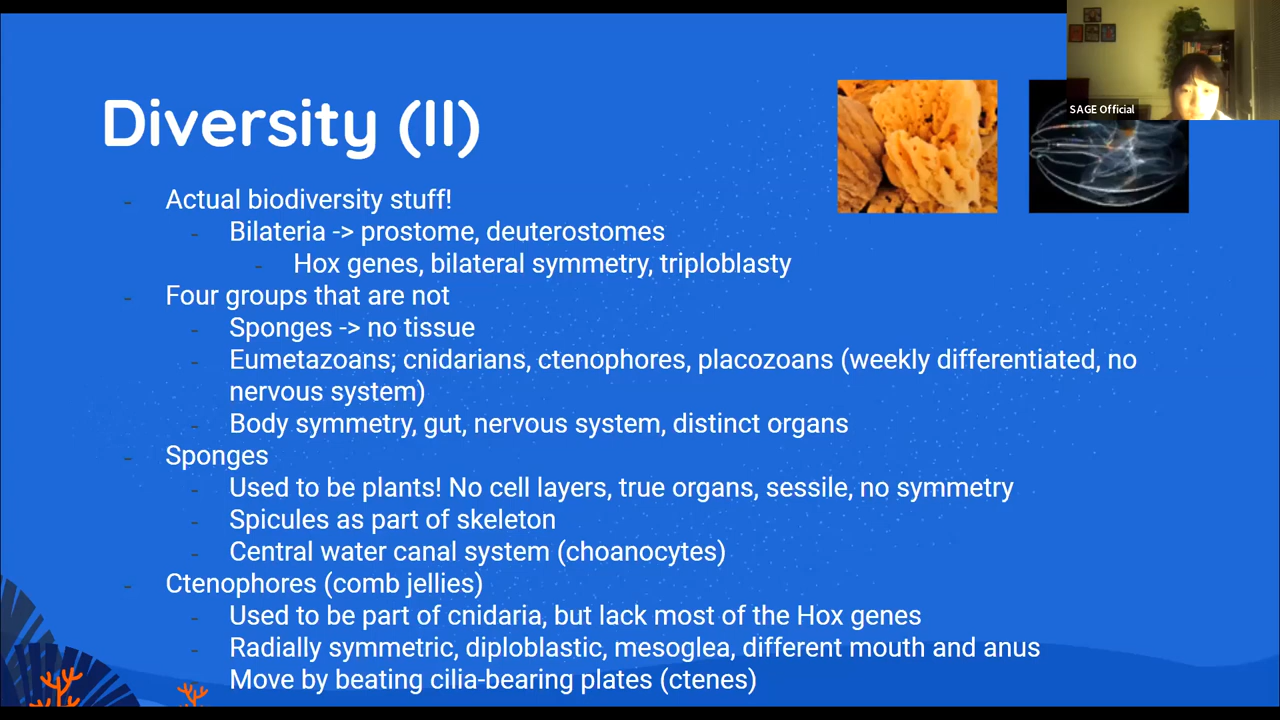 SAGE Official
Diversity (II)
- Actual biodiversity stuff!
- Bilateria -> prostome, deuterostomes
- Hox genes, bilateral symmetry, triploblasty
- Four groups that are not
- Sponges -> no tissue
- Eumetazoans; cnidarians, ctenophores, placozoans (weekly differentiated, no
nervous system)
- Body symmetry, gut, nervous system, distinct organs
- Sponges
- Used to be plants! No cell layers, true organs, sessile, no symmetry
- Spicules as part of skeleton
- Central water canal system (choanocytes)
- Ctenophores (comb jellies)
- Used to be part of cnidaria, but lack most of the Hox genes
- Radially symmetric, diploblastic, mesoglea, different mouth and anus
- Move by beating cilia-bearing plates (ctenes)